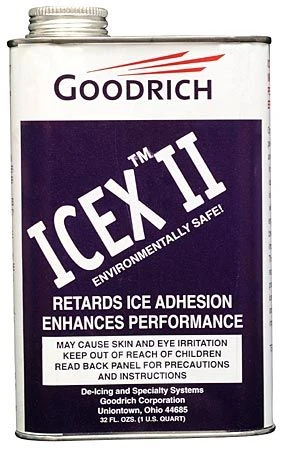 GOODRICH
ICEX™ II
ENVIRONMENTALLY SAFE!
RETARDS ICE ADHESION
ENHANCES PERFORMANCE
MAY CAUSE SKIN AND EYE IRRITATION
KEEP OUT OF REACH OF CHILDREN
READ BACK PANEL FOR PRECAUTIONS
AND INSTRUCTIONS
De-icing and Specialty Systems
Goodrich Corporation
Uniontown, Ohio 44685
32 FL. OZS. (1 U.S. QUART)